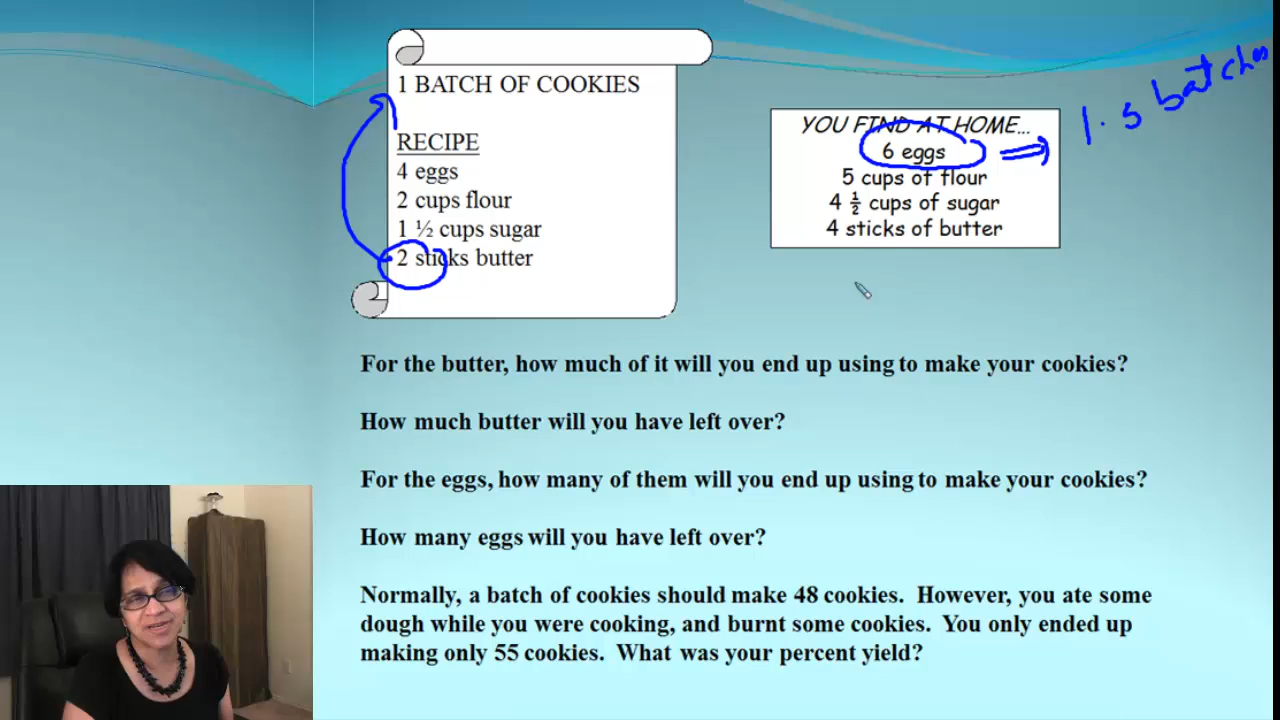 1 BATCH OF COOKIES
RECIPE
4 eggs
2 cups flour
1 ½ cups sugar
2 sticks butter
YOU FIND AT HOME...
6 eggs
5 cups of flour
4 ½ cups of sugar
4 sticks of butter
1.5 batches
For the butter, how much of it will you end up using to make your cookies?
How much butter will you have left over?
For the eggs, how many of them will you end up using to make your cookies?
How many eggs will you have left over?
Normally, a batch of cookies should make 48 cookies. However, you ate some
dough while you were cooking, and burnt some cookies. You only ended up
making only 55 cookies. What was your percent yield?